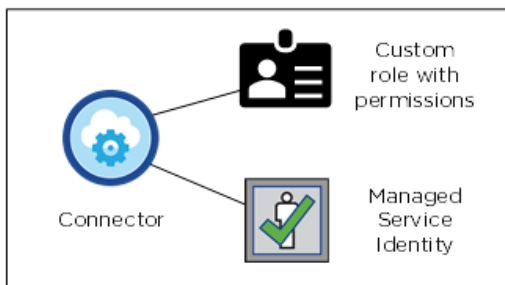 Custom
role with
permissions
Connector
Managed
Service
Identity